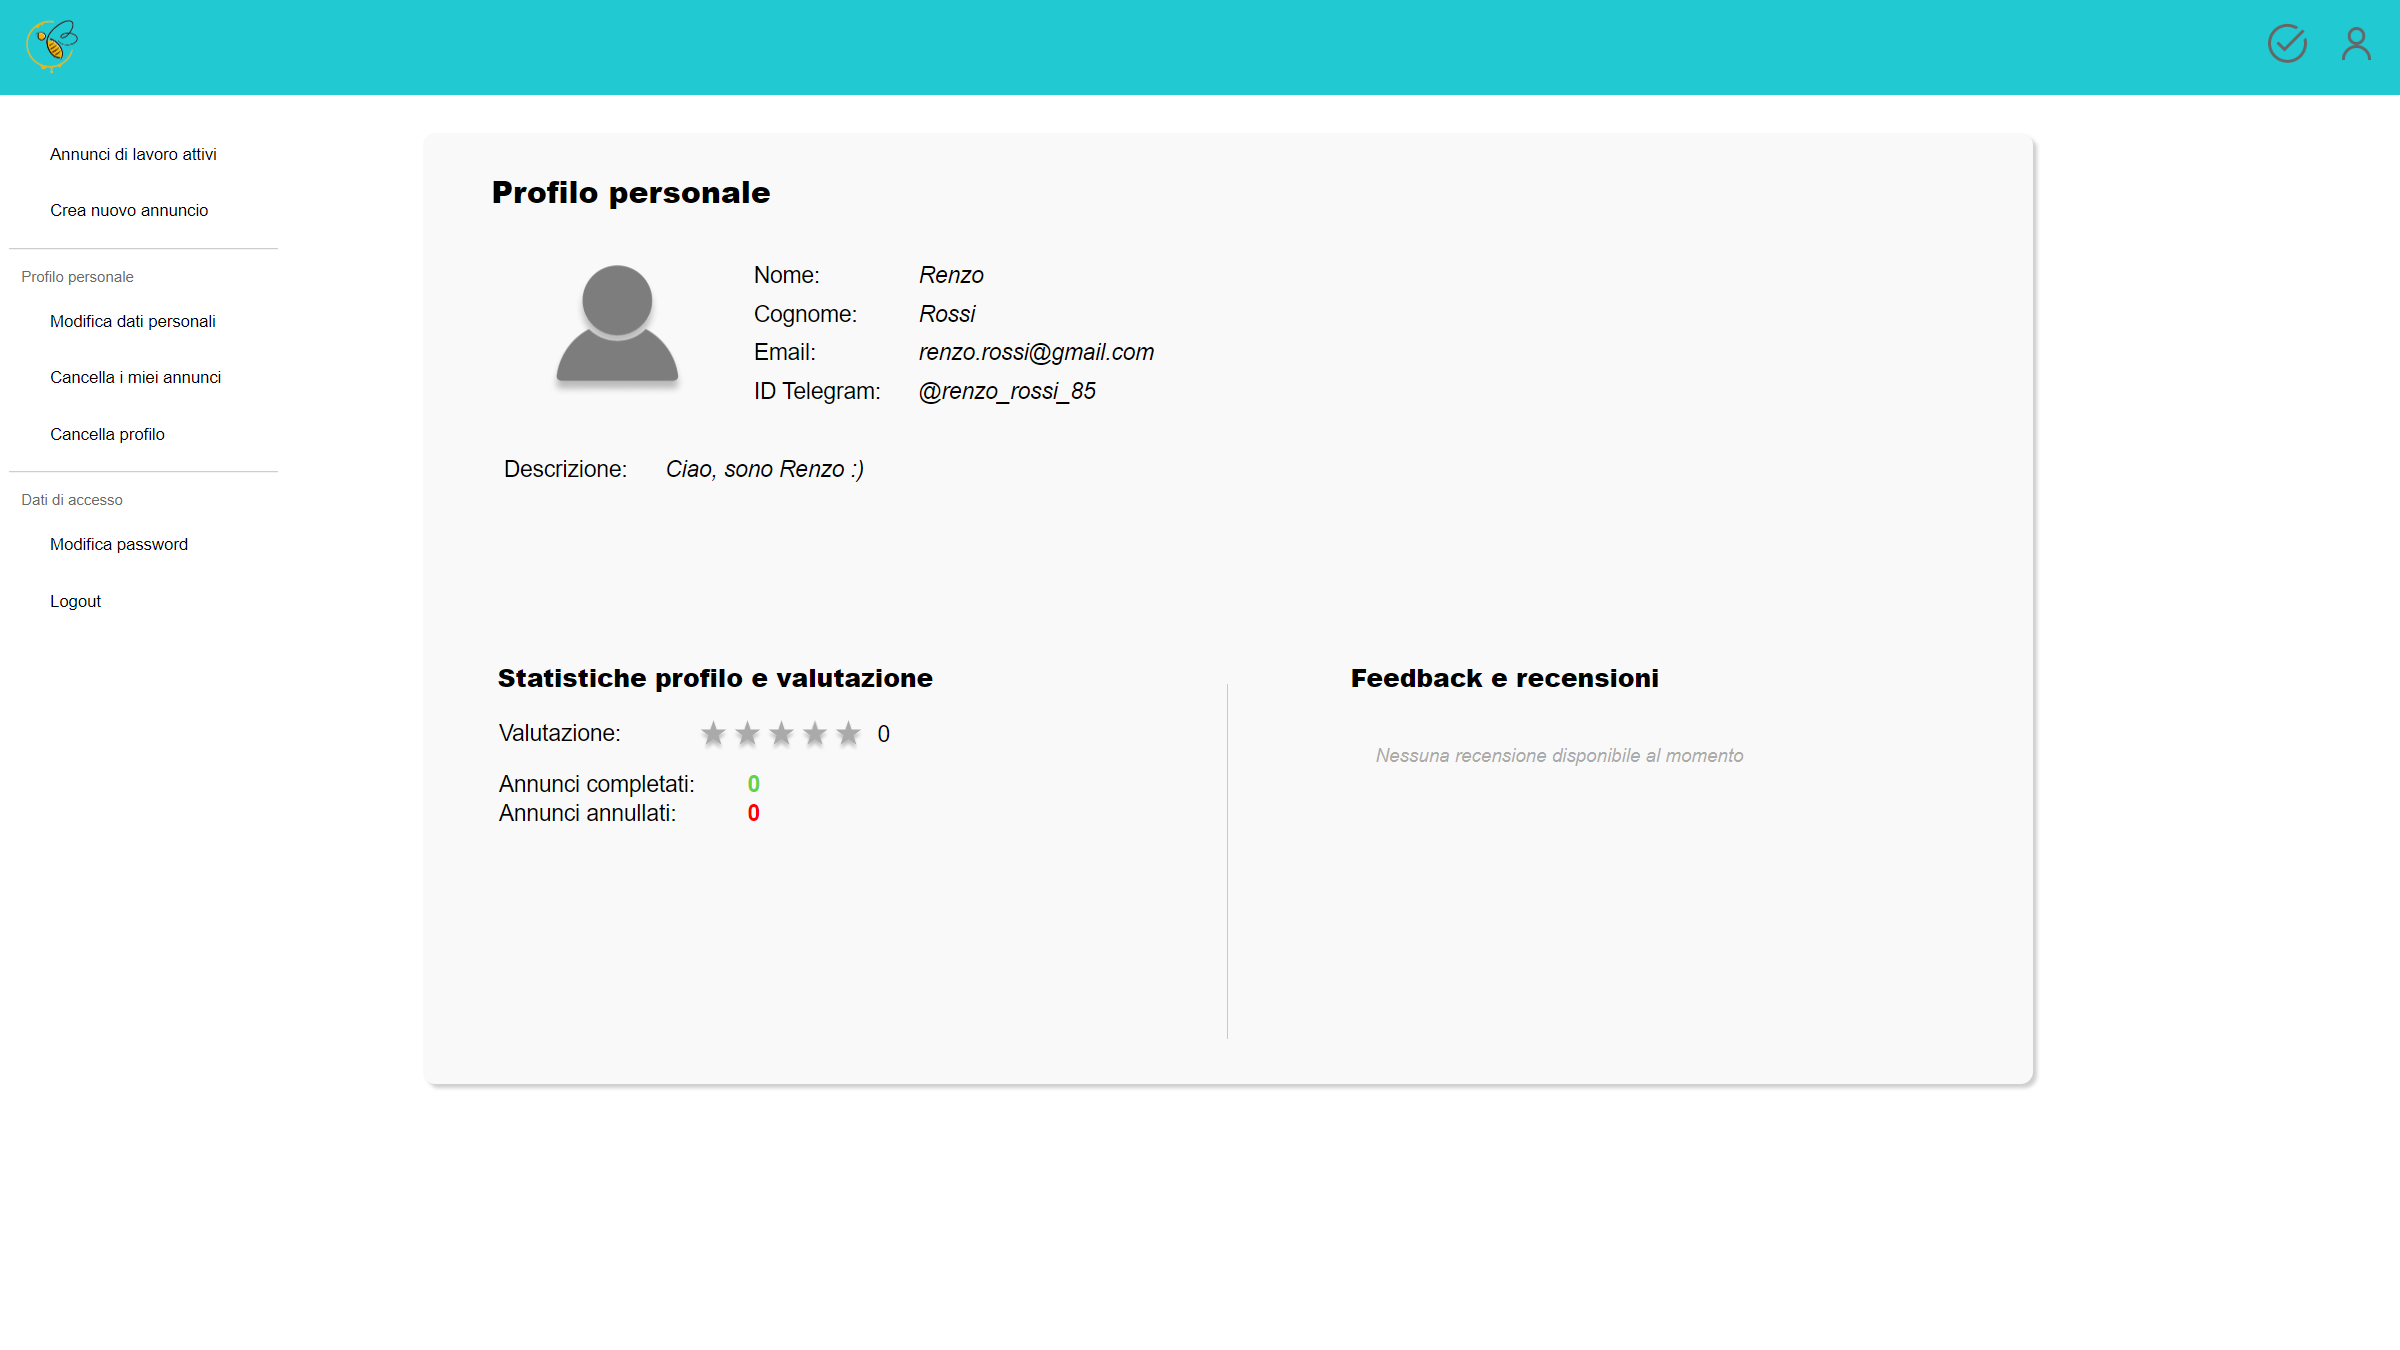 Annunci di lavoro attivi
Crea nuovo annuncio
Profilo personale
Modifica dati personali
Cancella i miei annunci
Cancella profilo
Dati di accesso
Modifica password
Logout
Profilo personale
Nome: Renzo
Cognome: Rossi
Email: renzo.rossi@gmail.com
ID Telegram: @renzo_rossi_85
Descrizione: Ciao, sono Renzo :)
Statistiche profilo e valutazione
Valutazione: ★ ★ ★ ★ ★ 0
Annunci completati: 0
Annunci annullati: 0
Feedback e recensioni
Nessuna recensione disponibile al momento